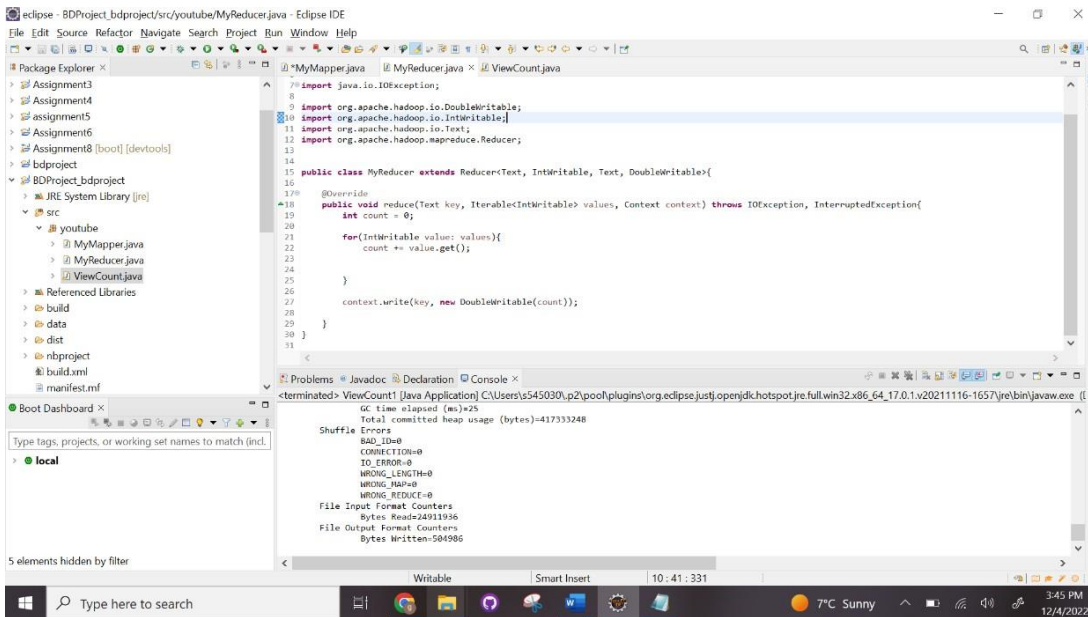 eclipse - BDProject_bdproject/src/youtube/MyReducer.java - Eclipse IDE
File Edit Source Refactor Navigate Search Project Run Window Help
Package Explorer
Assignment3
Assignment4
assignment5
Assignment6
Assignment8 [boot] [devtools]
bdproject
BDProject_bdproject
JRE System Library [jre]
src
youtube
MyMapper.java
MyReducer.java
ViewCount.java
Referenced Libraries
build
data
dist
nbproject
build.xml
manifest.mf
Boot Dashboard
Type tags, projects, or working set names to match (incl.
local
5 elements hidden by filter
*MyMapper.java MyReducer.java ViewCount.java
7 import java.io.IOException;
8
9 import org.apache.hadoop.io.DoubleWritable;
10 import org.apache.hadoop.io.IntWritable;
11 import org.apache.hadoop.io.Text;
12 import org.apache.hadoop.mapreduce.Reducer;
13
14
15 public class MyReducer extends Reducer<Text, IntWritable, Text, DoubleWritable>{
16
17 @Override
18 public void reduce(Text key, Iterable<IntWritable> values, Context context) throws IOException, InterruptedException{
19 int count = 0;
20
21 for(IntWritable value: values){
22 count += value.get();
23
24
25 }
26
27 context.write(key, new DoubleWritable(count));
28
29 }
30 }
31
Problems Javadoc Declaration Console
<terminated> ViewCount1 [Java Application] C:\Users\s545030\.p2\pool\plugins\org.eclipse.justj.openjdk.hotspot.jre.full.win32.x86_64_17.0.1.v20211116-1657\jre\bin\javaw.exe
GC time elapsed (ms)=25
Total committed heap usage (bytes)=417333248
Shuffle Errors
BAD_ID=0
CONNECTION=0
IO_ERROR=0
WRONG_LENGTH=0
WRONG_MAP=0
WRONG_REDUCE=0
File Input Format Counters
Bytes Read=24911936
File Output Format Counters
Bytes Written=504986
Writable Smart Insert 10 : 41 : 331
Type here to search
7°C Sunny
3:45 PM
12/4/2022